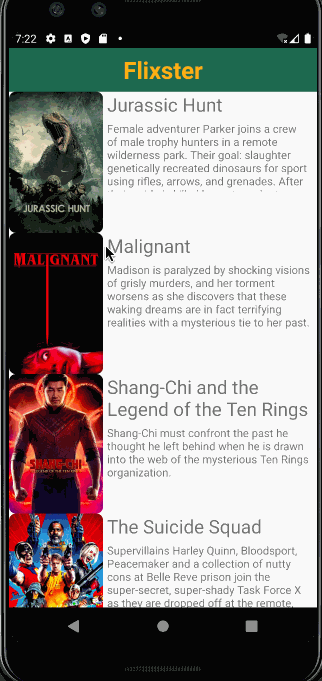 7:22
Flixster
Jurassic Hunt
Female adventurer Parker joins a crew
of male trophy hunters in a remote
wilderness park. Their goal: slaughter
genetically recreated dinosaurs for sport
using rifles, arrows, and grenades. After
JURASSIC HUNT
Malignant
MALIGNANT
Madison is paralyzed by shocking visions
of grisly murders, and her torment
worsens as she discovers that these
waking dreams are in fact terrifying
realities with a mysterious tie to her past.
Shang-Chi and the
Legend of the Ten Rings
Shang-Chi must confront the past he
thought he left behind when he is drawn
into the web of the mysterious Ten Rings
organization.
SHANG-CHI
The Suicide Squad
Supervillains Harley Quinn, Bloodsport,
Peacemaker and a collection of nutty
cons at Belle Reve prison join the
super-secret, super-shady Task Force X
as they are dropped off at the remote,